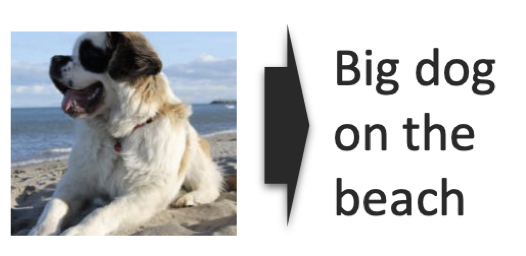 Big dog
on the
beach